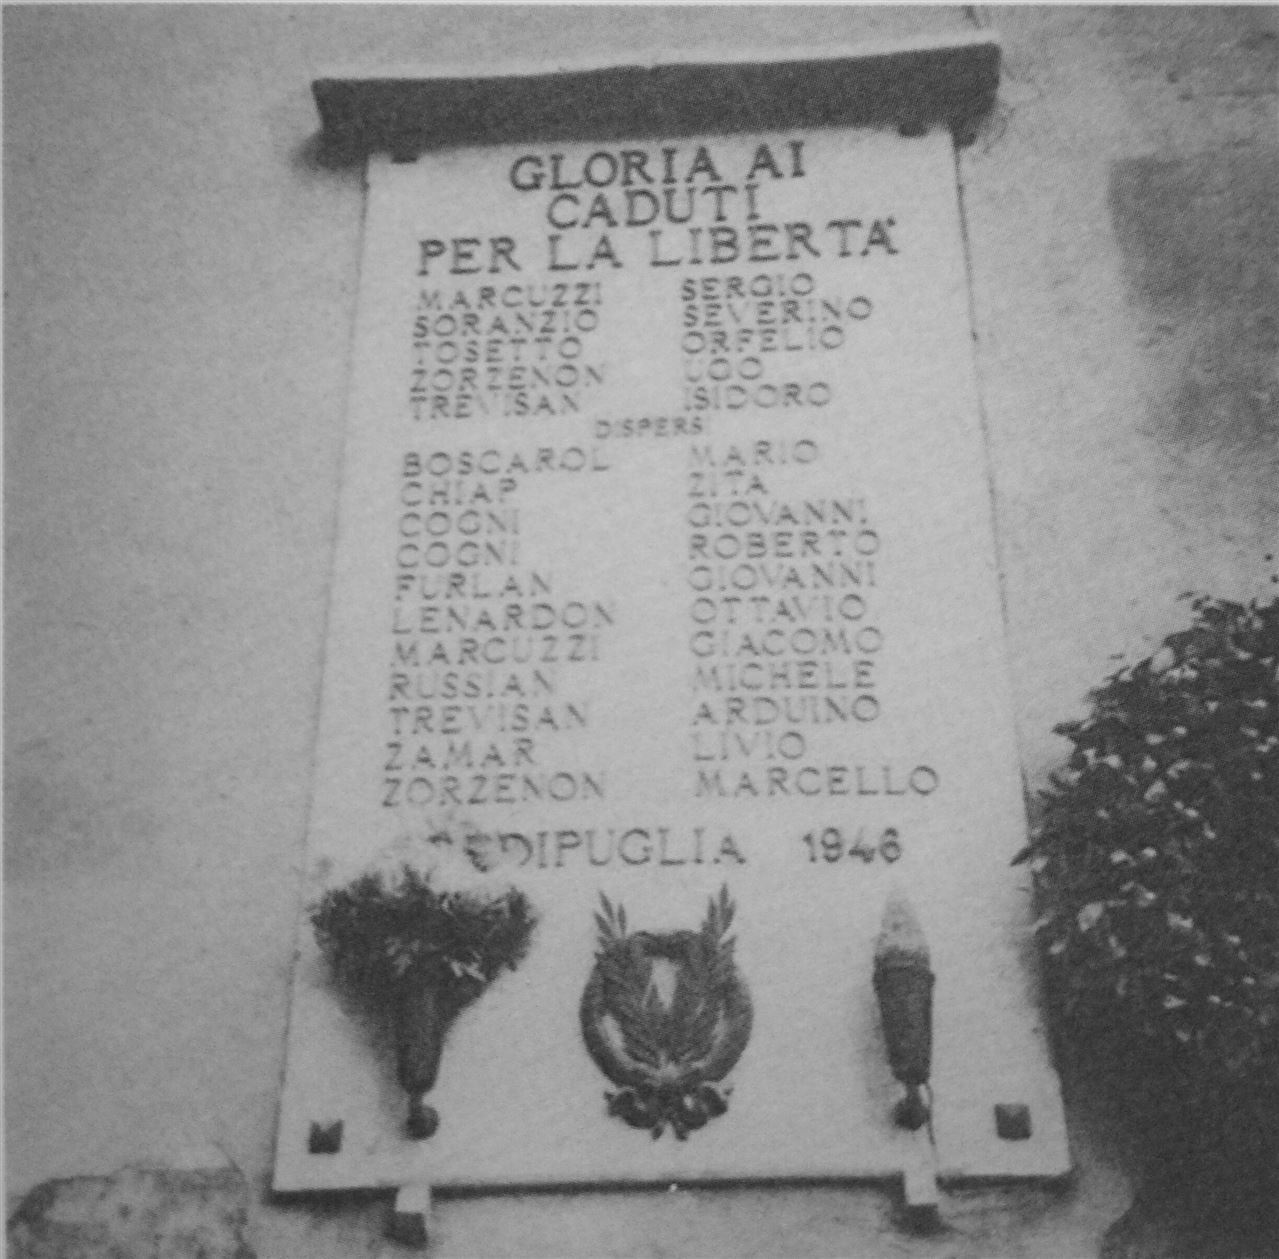 GLORIA AI
CADUTI
PER LA LIBERTA'
MARCUZZI SERGIO
SORANZIO SEVERINO
TOSETTO ORFELIO
ZORZENON UGO
TREVISAN ISIDORO
DISPERSI
BOSCAROL MARIO
CHIAP ZITA
COGNI GIOVANNI
COGNI ROBERTO
FURLAN GIOVANNI
LENARDON OTTAVIO
MARCUZZI GIACOMO
RUSSIAN MICHELE
TREVISAN ARDUINO
ZAMAR LIVIO
ZORZENON MARCELLO
REDIPUGLIA 1946